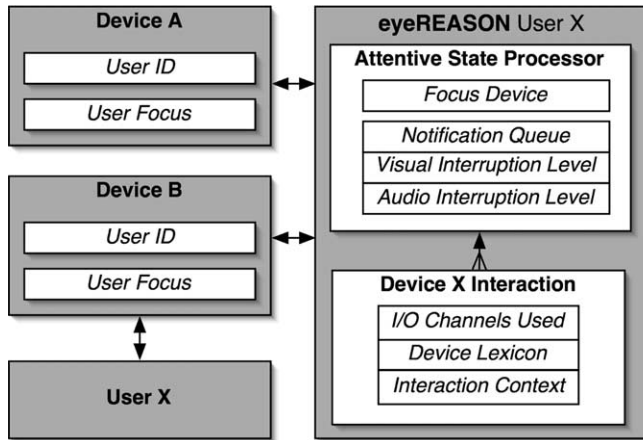 Device A
User ID
User Focus
Device B
User ID
User Focus
User X
eyeREASON User X
Attentive State Processor
Focus Device
Notification Queue
Visual Interruption Level
Audio Interruption Level
Device X Interaction
I/O Channels Used
Device Lexicon
Interaction Context